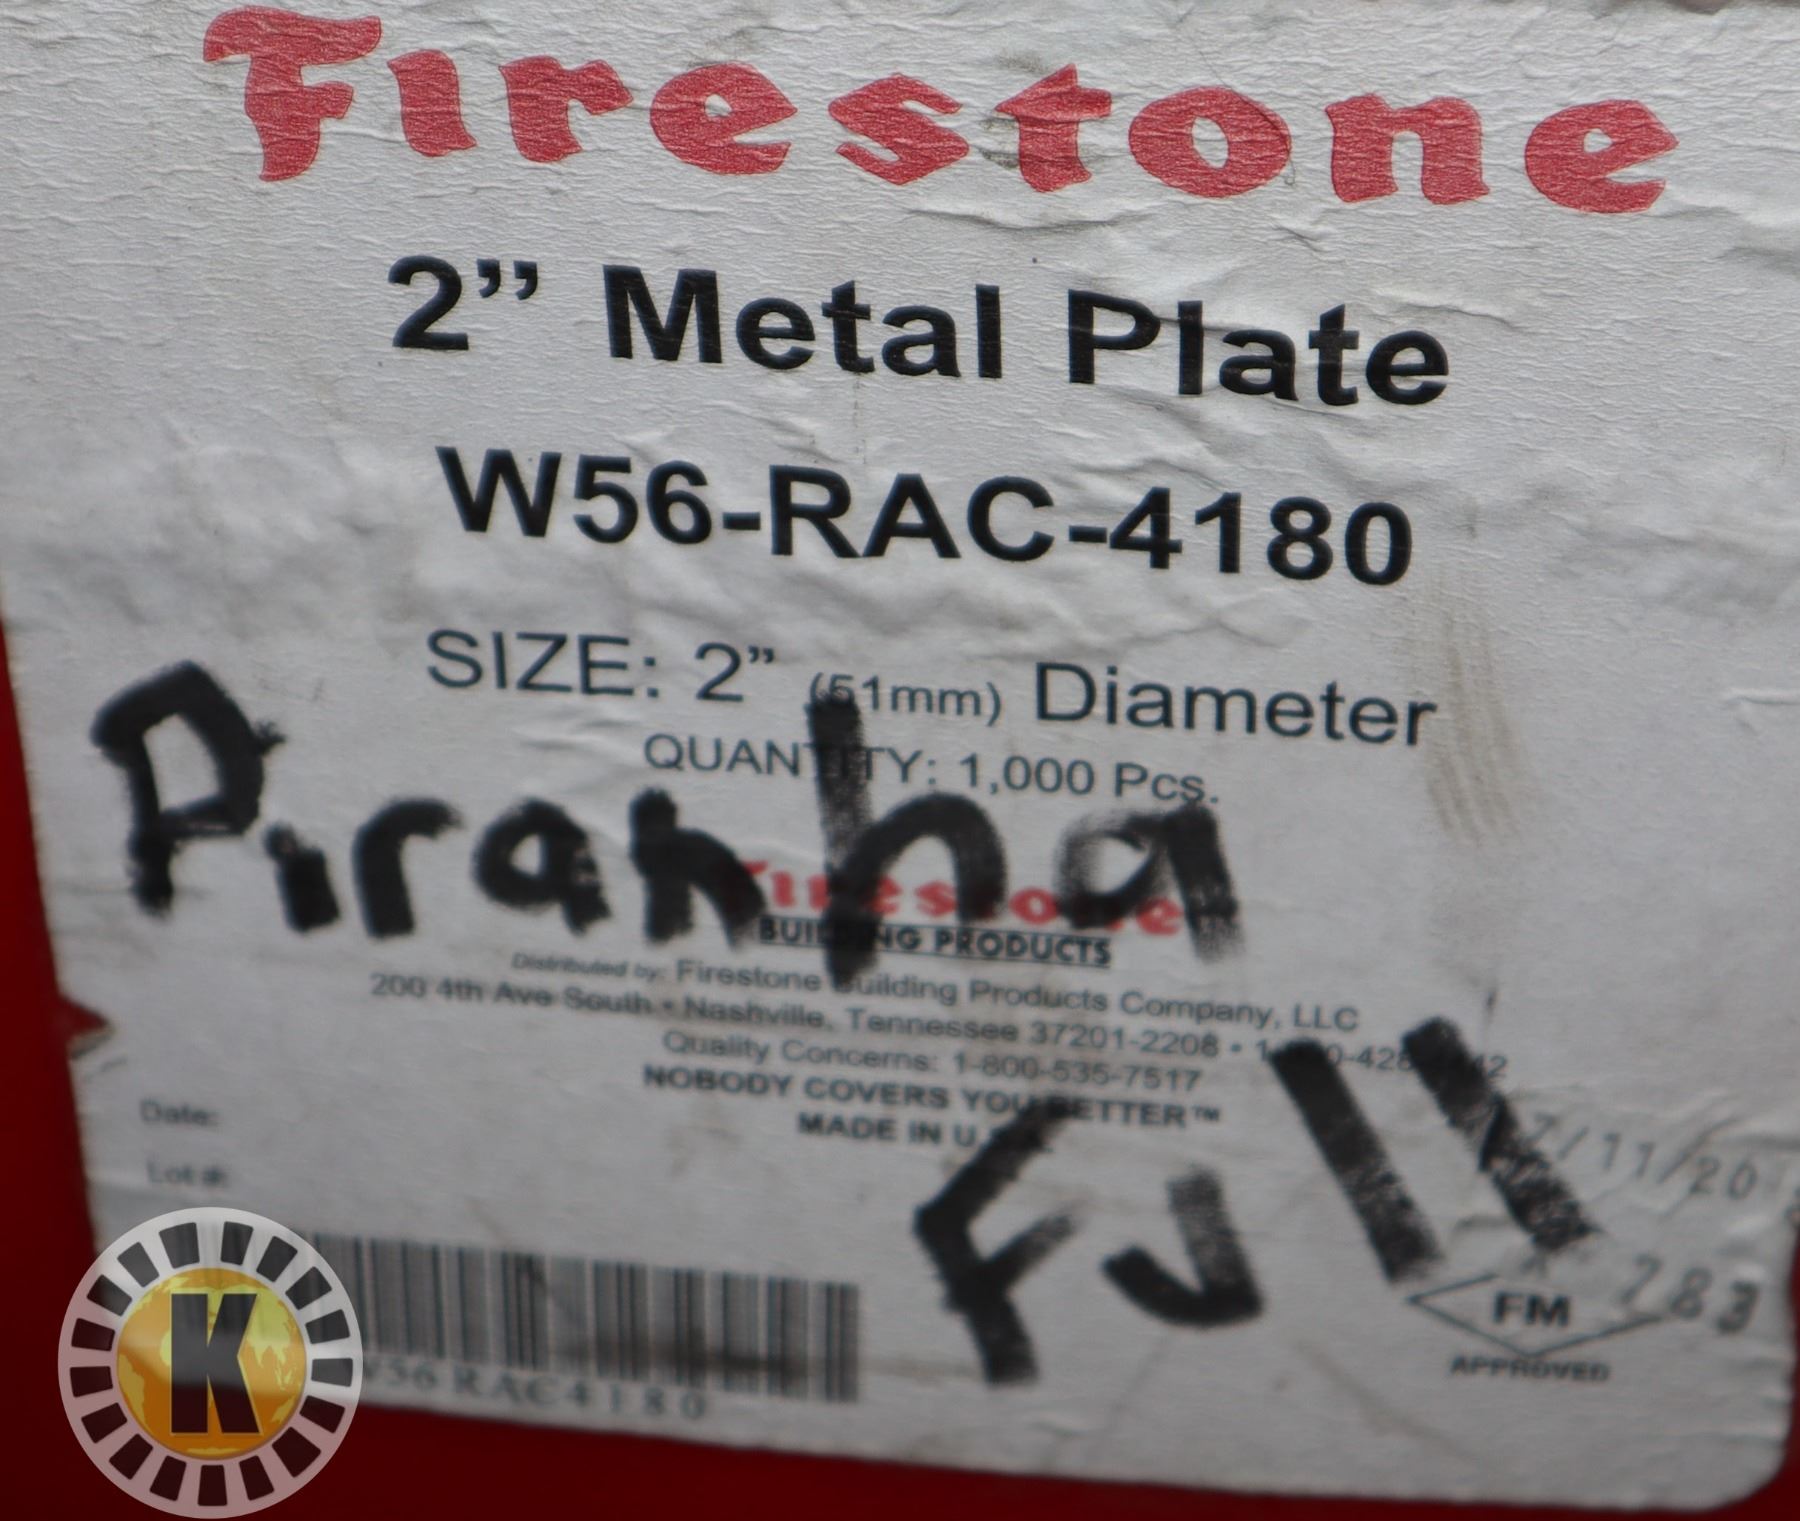 Firestone
2” Metal Plate
W56-RAC-4180
SIZE: 2” (51mm) Diameter
QUANTITY: 1,000 Pcs.
Piranha
Firestone
BUILDING PRODUCTS
Distributed by: Firestone Building Products Company, LLC
200 4th Ave South • Nashville, Tennessee 37201-2208 •
Quality Concerns: 1-800-535-7517
NOBODY COVERS YOU BETTER™
MADE IN U.S.A.
Full
Date:
Lot #:
FM
APPROVED
W56RAC4180
K